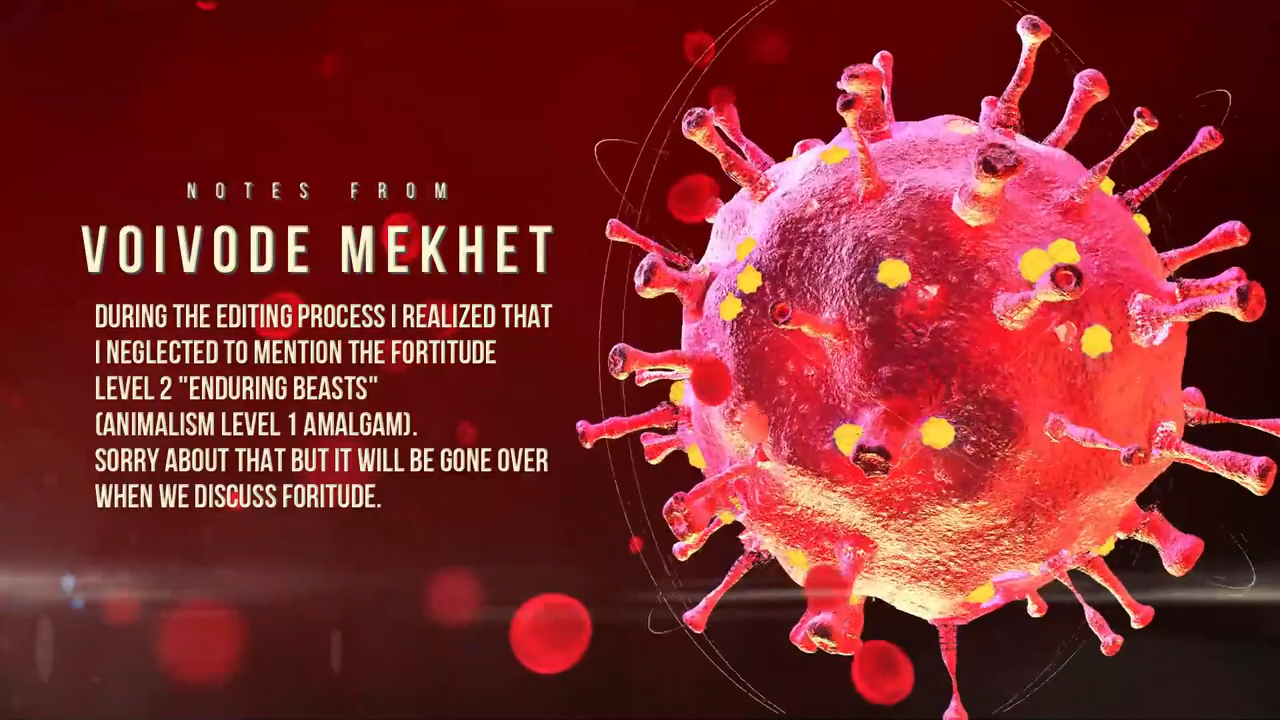 NOTES FROM
VOIVODE MEKHET
DURING THE EDITING PROCESS I REALIZED THAT
I NEGLECTED TO MENTION THE FORTITUDE
LEVEL 2 "ENDURING BEASTS"
(ANIMALISM LEVEL 1 AMALGAM).
SORRY ABOUT THAT BUT IT WILL BE GONE OVER
WHEN WE DISCUSS FORITUDE.